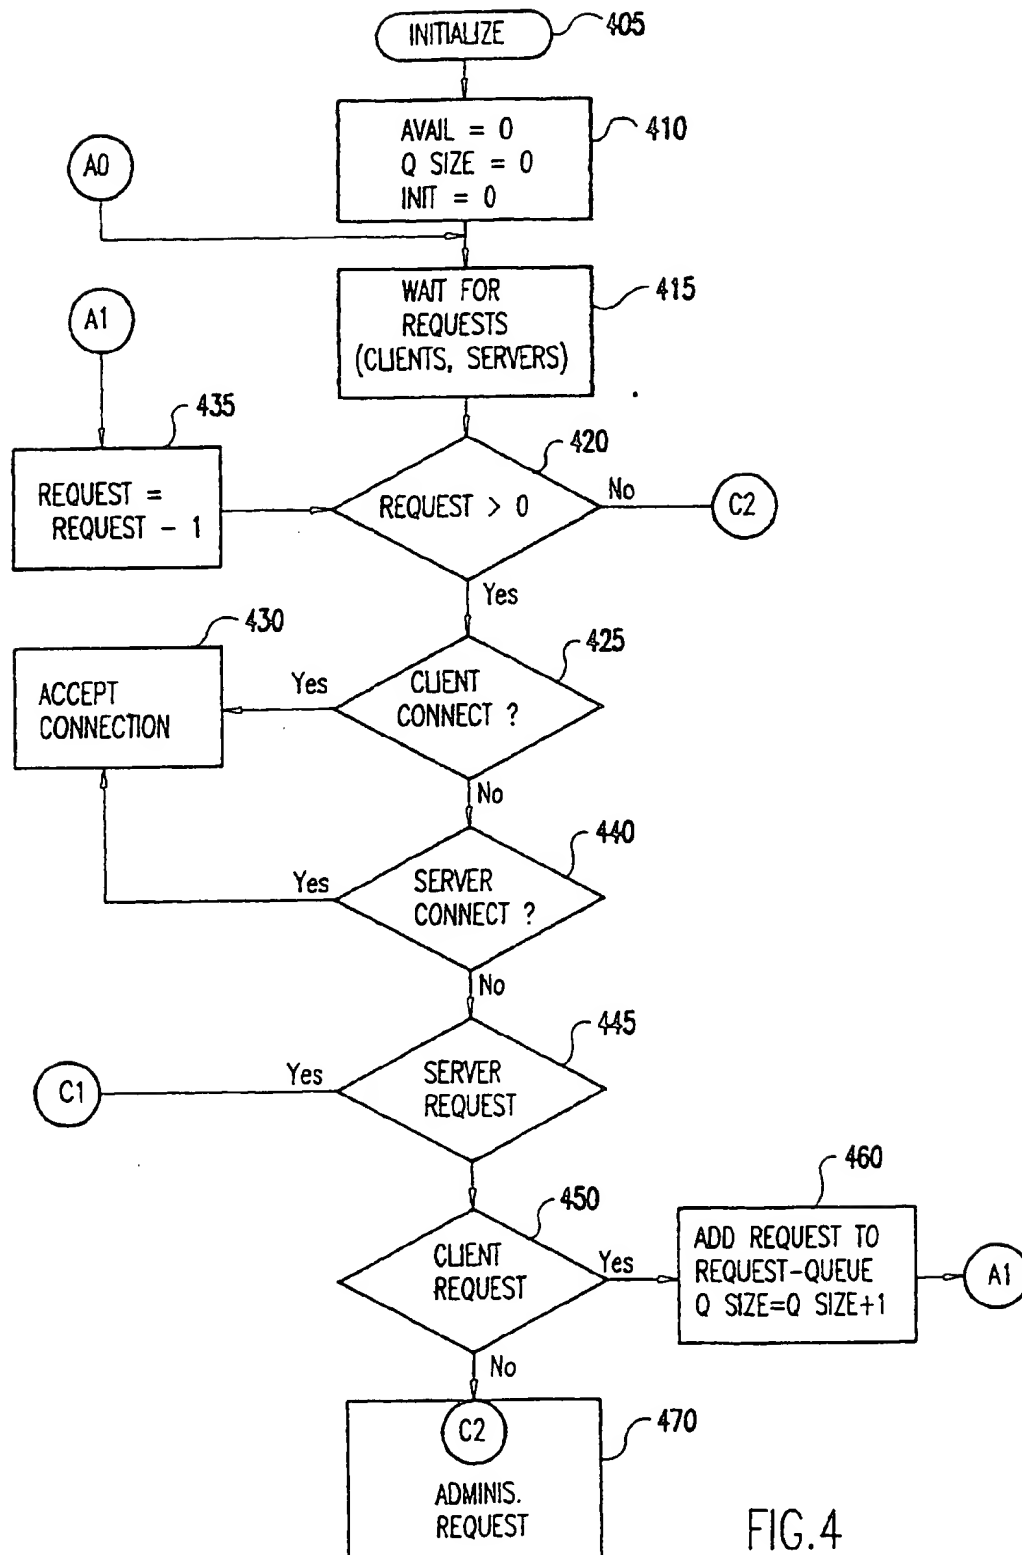 INITIALIZE
405
AVAIL = 0
Q SIZE = 0
INIT = 0
410
A0
WAIT FOR
REQUESTS
(CLIENTS, SERVERS)
415
A1
435
REQUEST =
REQUEST - 1
420
REQUEST > 0
No
C2
Yes
430
ACCEPT
CONNECTION
Yes
425
CLIENT
CONNECT ?
No
440
Yes
SERVER
CONNECT ?
No
445
C1
Yes
SERVER
REQUEST
450
CLIENT
REQUEST
Yes
460
ADD REQUEST TO
REQUEST-QUEUE
Q SIZE=Q SIZE+1
A1
No
C2
470
ADMINIS.
REQUEST
FIG.4